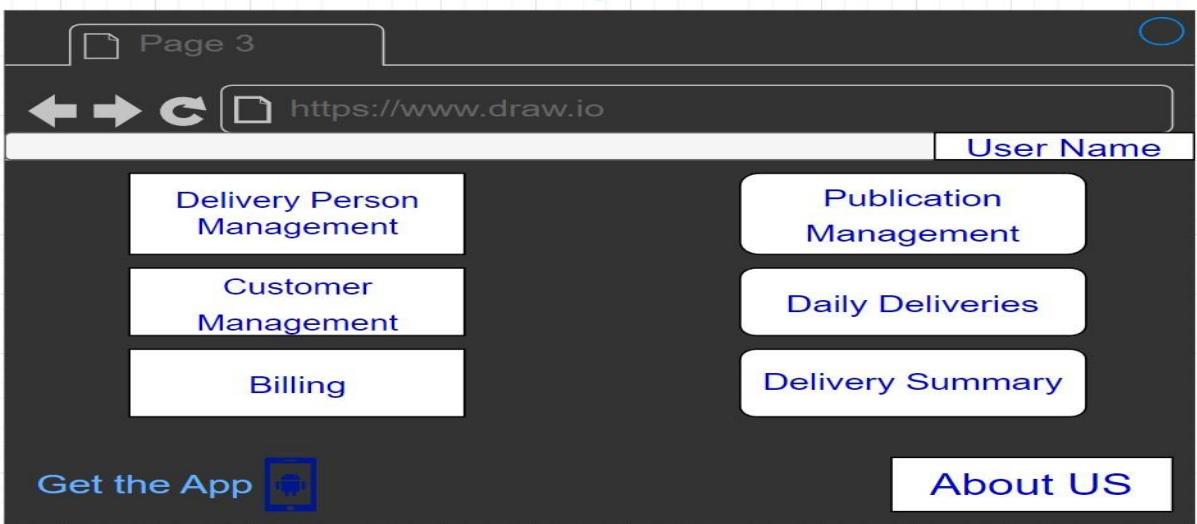 Page 3
https://www.draw.io
User Name
Delivery Person
Management
Publication
Management
Customer
Management
Daily Deliveries
Billing
Delivery Summary
Get the App
About US